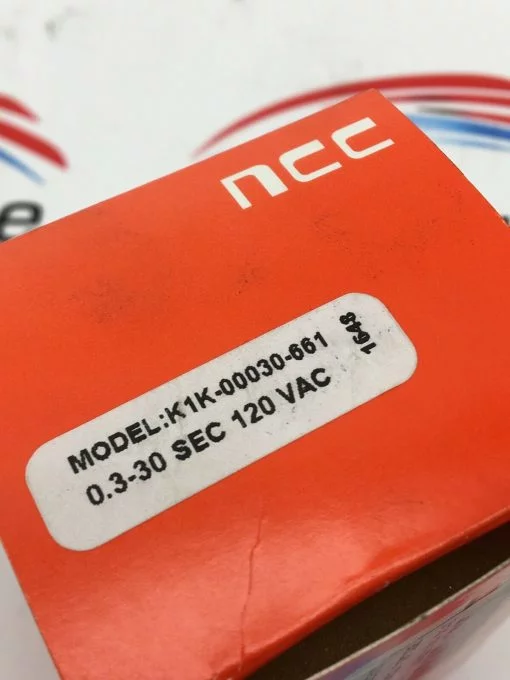 ncc
MODEL:K1K-00030-661
0.3-30 SEC 120 VAC
1648
e